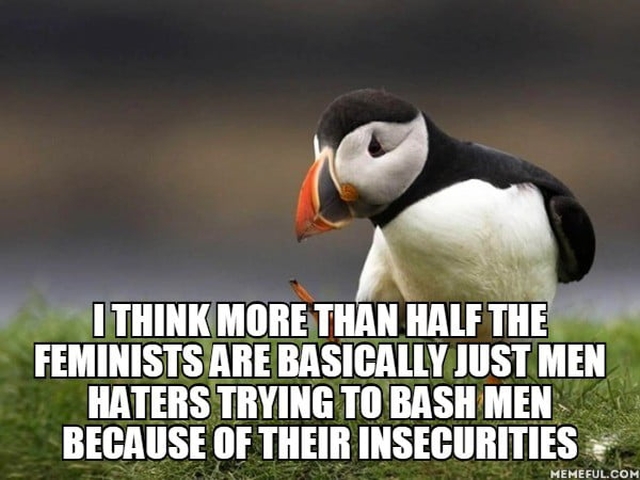 I THINK MORE THAN HALF THE
FEMINISTS ARE BASICALLY JUST MEN
HATERS TRYING TO BASH MEN
BECAUSE OF THEIR INSECURITIES
MEMEFUL.COM